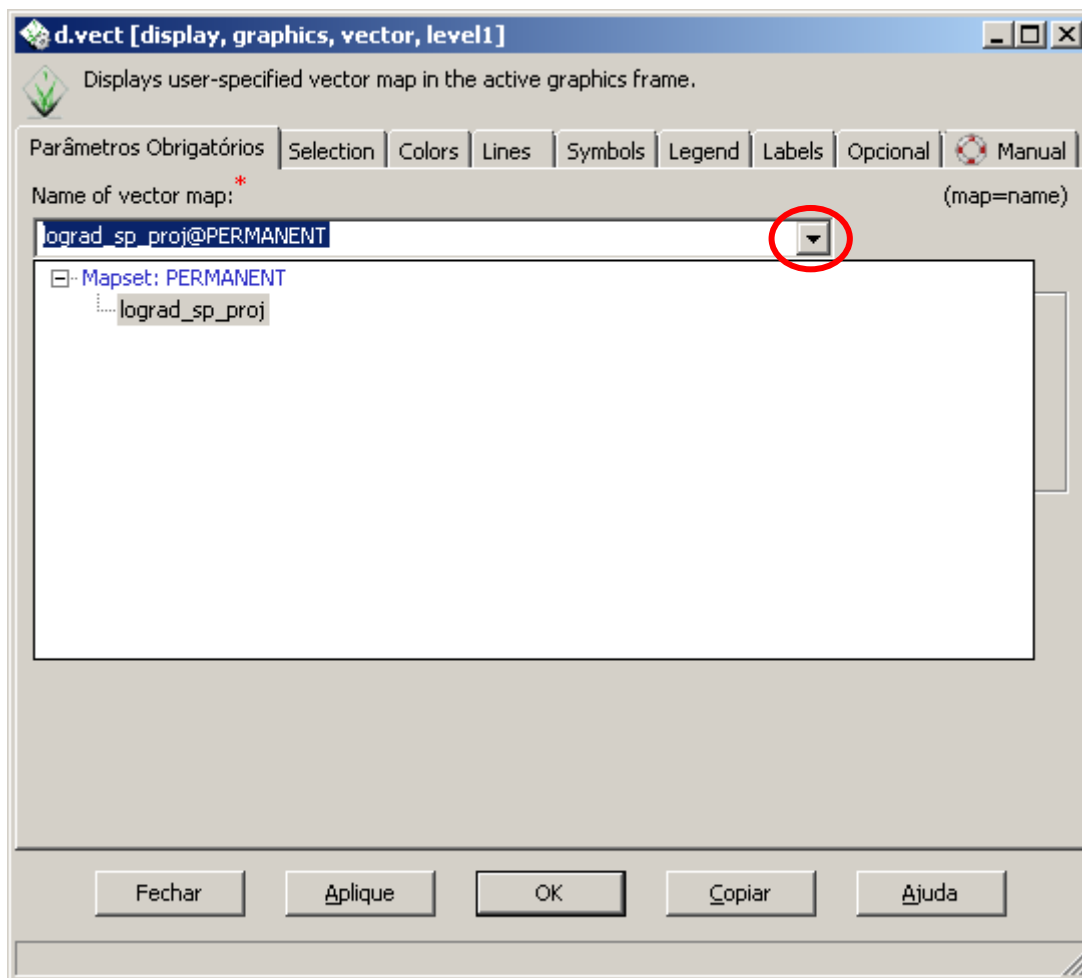 d.vect [display, graphics, vector, level1]
Displays user-specified vector map in the active graphics frame.
Parâmetros Obrigatórios Selection Colors Lines Symbols Legend Labels Opcional Manual
Name of vector map:* (map=name)
lograd_sp_proj@PERMANENT
Mapset: PERMANENT
lograd_sp_proj
Fechar Aplique OK Copiar Ajuda